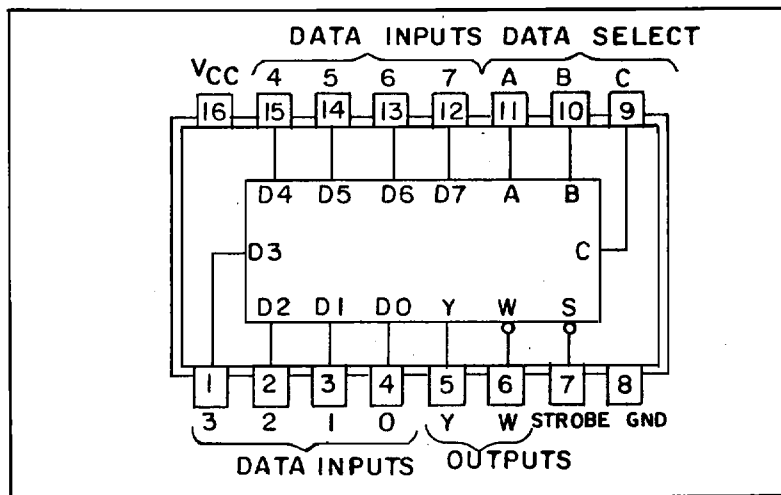 DATA INPUTS DATA SELECT
VCC 4 5 6 7 A B C
16 15 14 13 12 11 10 9
D4 D5 D6 D7 A B
D3 C
D2 D1 D0 Y W S
1 2 3 4 5 6 7 8
3 2 1 0 Y W STROBE GND
DATA INPUTS OUTPUTS